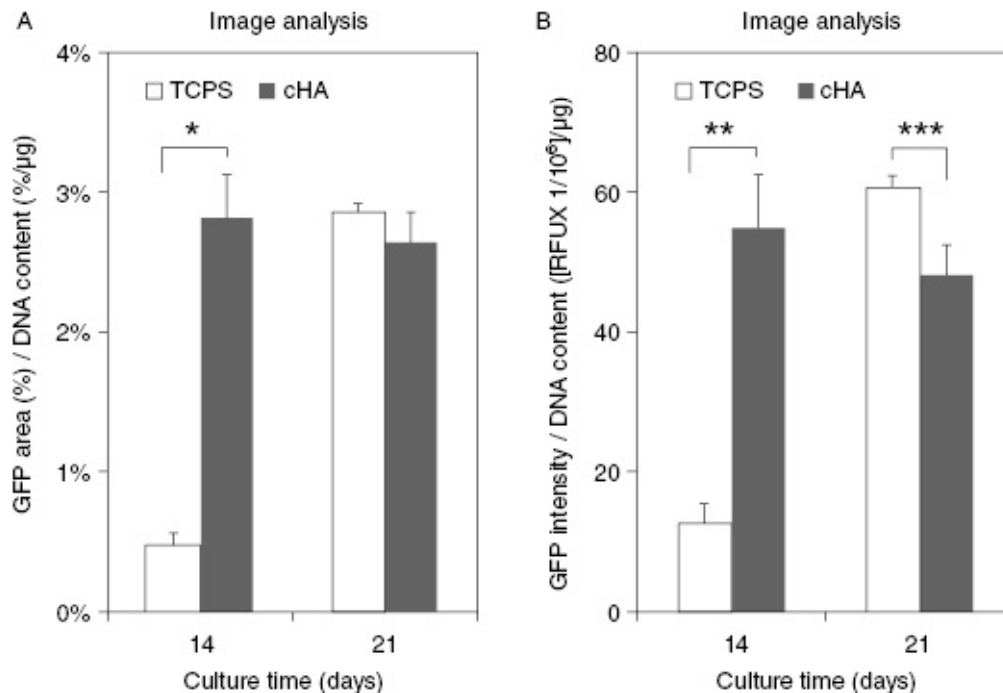 A
Image analysis
4%
3%
2%
1%
0%
GFP area (%) / DNA content (%/µg)
TCPS
cHA
*
14
21
Culture time (days)
B
Image analysis
80
60
40
20
0
GFP intensity / DNA content ([RFUX 1/10⁶]/µg)
TCPS
cHA
**
***
14
21
Culture time (days)